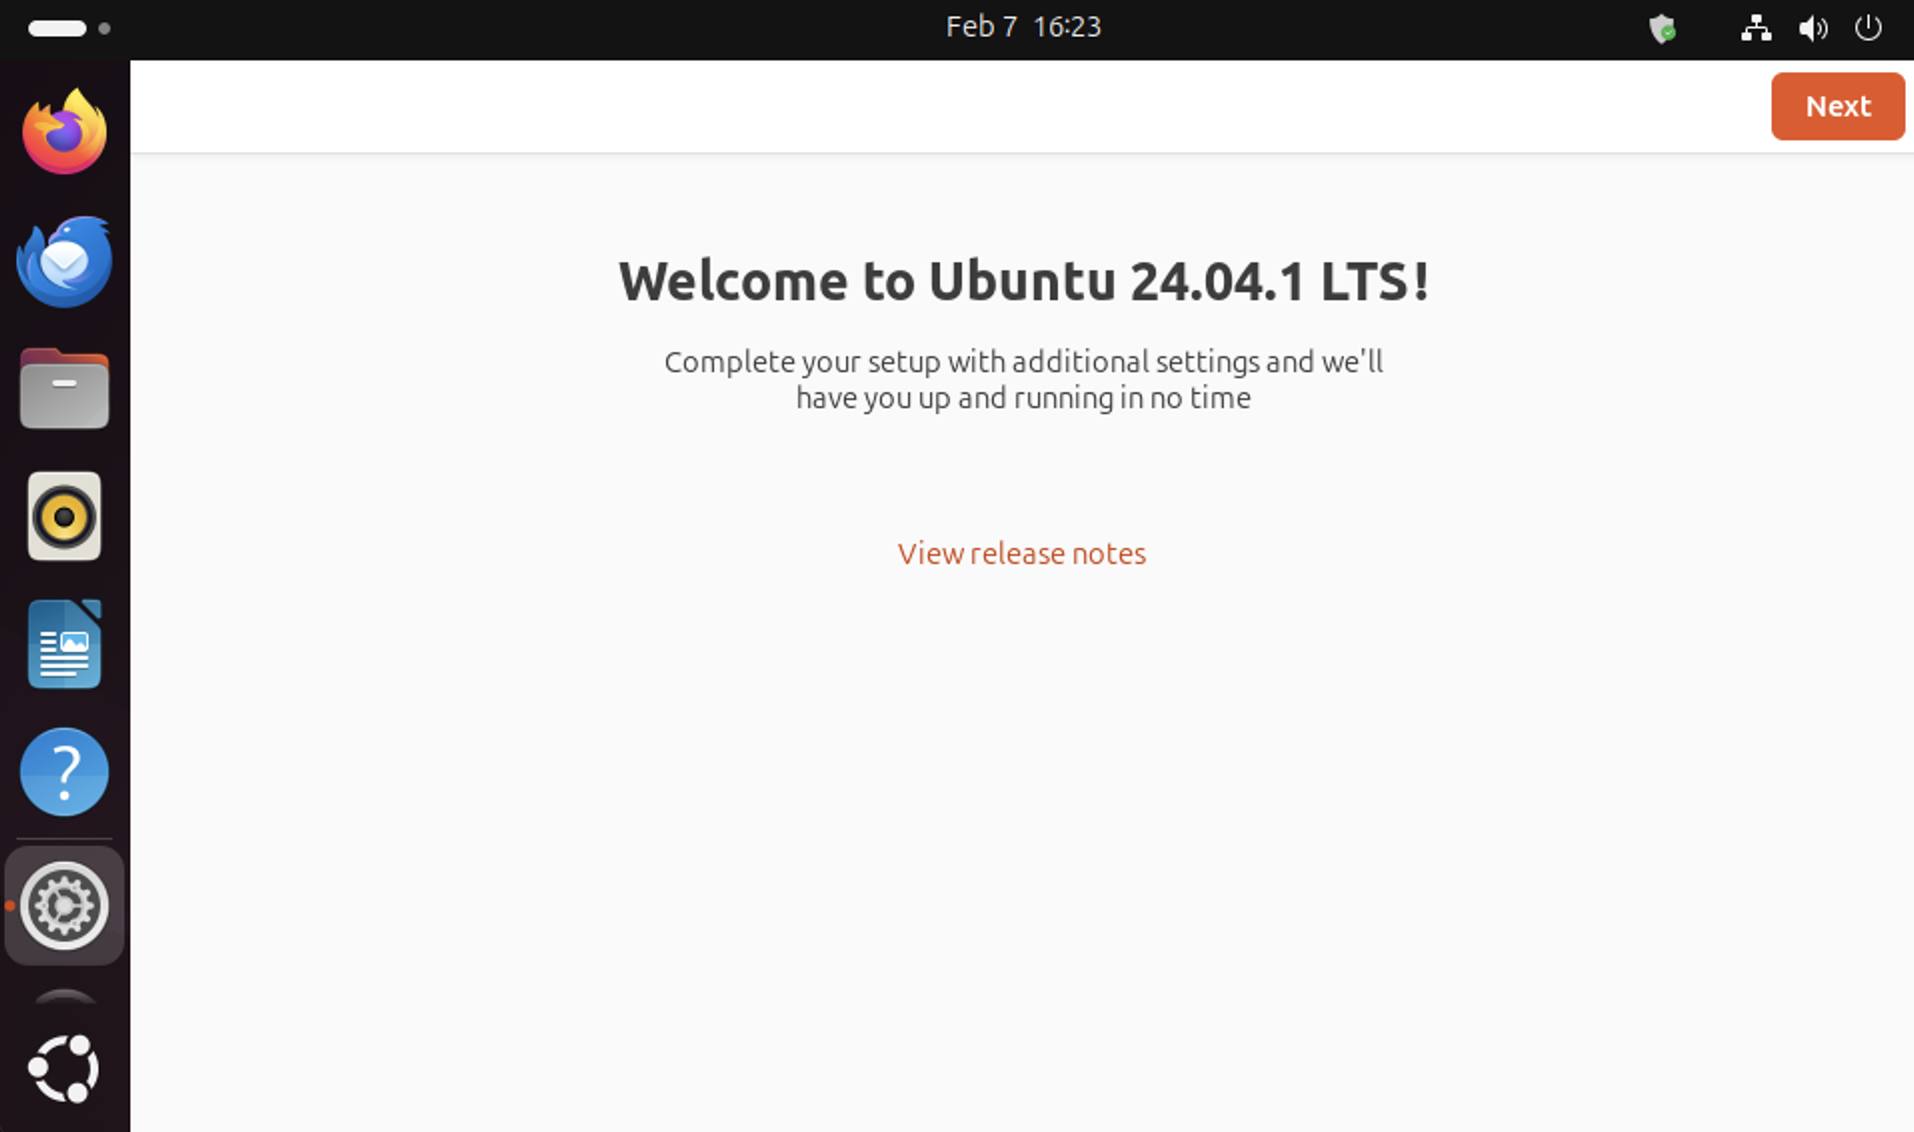 Feb 7 16:23
Next
Welcome to Ubuntu 24.04.1 LTS!
Complete your setup with additional settings and we'll
have you up and running in no time
View release notes
?